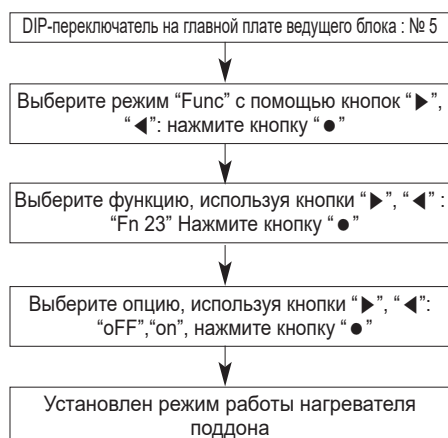 DIP-переключатель на главной плате ведущего блока : № 5
Выберите режим “Func” с помощью кнопок “▶”,
“◀”: нажмите кнопку “●”
Выберите функцию, используя кнопки “▶”, “◀” :
“Fn 23” Нажмите кнопку “●”
Выберите опцию, используя кнопки “▶”, “◀”:
“oFF”,“on”, нажмите кнопку “●”
Установлен режим работы нагревателя
поддона